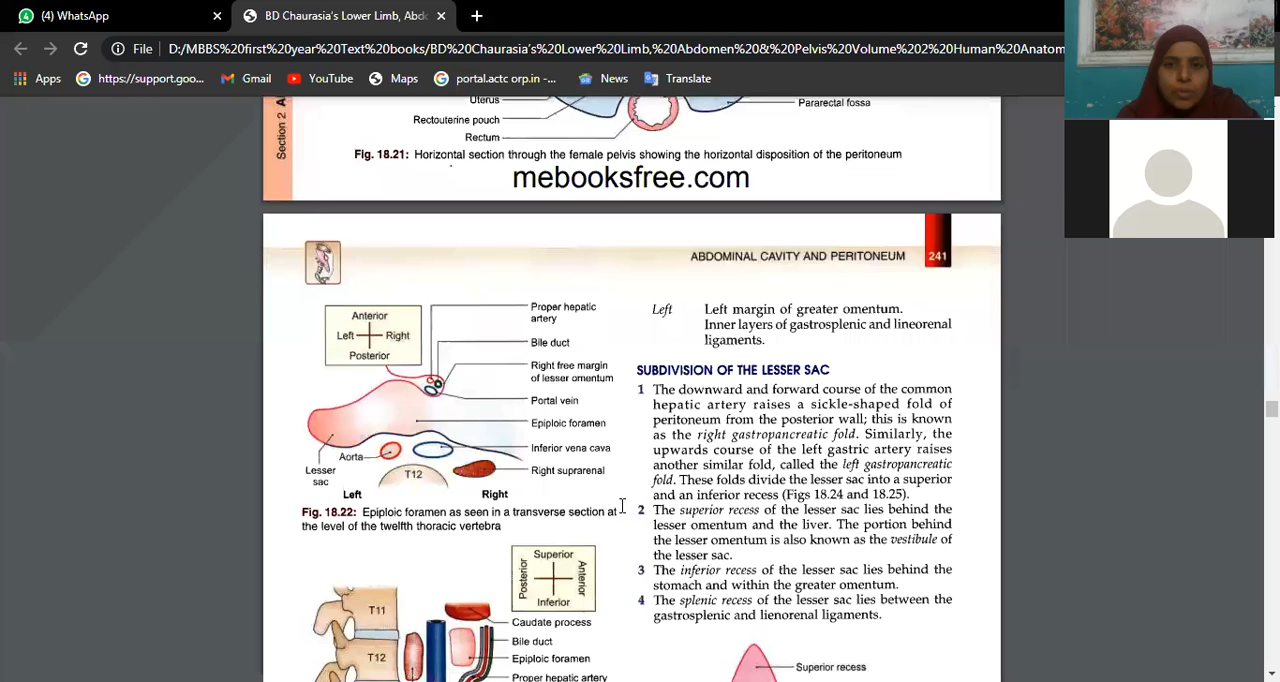 (4) WhatsApp
BD Chaurasia's Lower Limb, Abdo
File
D:/MBBS%20first%20year%20Text%20books/BD%20Chaurasia's%20Lower%20Limb,%20Abdomen%20&%20Pelvis%20Volume%202%20Human%20Anatom
Apps
https://support.goo...
Gmail
YouTube
Maps
portal.actc orp.in -...
News
Translate
Section 2
Uterus
Rectouterine pouch
Rectum
Pararectal fossa
Fig. 18.21: Horizontal section through the female pelvis showing the horizontal disposition of the peritoneum
mebooksfree.com
ABDOMINAL CAVITY AND PERITONEUM
241
Anterior
Left
Right
Posterior
Proper hepatic
artery
Bile duct
Right free margin
of lesser omentum
Portal vein
Epiploic foramen
Inferior vena cava
Right suprarenal
Aorta
Lesser
sac
T12
Left
Right
Fig. 18.22: Epiploic foramen as seen in a transverse section at
the level of the twelfth thoracic vertebra
Superior
Posterior
Anterior
Inferior
T11
T12
Caudate process
Bile duct
Epiploic foramen
Proper hepatic artery
Left Left margin of greater omentum.
Inner layers of gastrosplenic and lineorenal
ligaments.
SUBDIVISION OF THE LESSER SAC
1 The downward and forward course of the common
hepatic artery raises a sickle-shaped fold of
peritoneum from the posterior wall; this is known
as the right gastropancreatic fold. Similarly, the
upwards course of the left gastric artery raises
another similar fold, called the left gastropancreatic
fold. These folds divide the lesser sac into a superior
and an inferior recess (Figs 18.24 and 18.25).
2 The superior recess of the lesser sac lies behind the
lesser omentum and the liver. The portion behind
the lesser omentum is also known as the vestibule of
the lesser sac.
3 The inferior recess of the lesser sac lies behind the
stomach and within the greater omentum.
4 The splenic recess of the lesser sac lies between the
gastrosplenic and lienorenal ligaments.
Superior recess